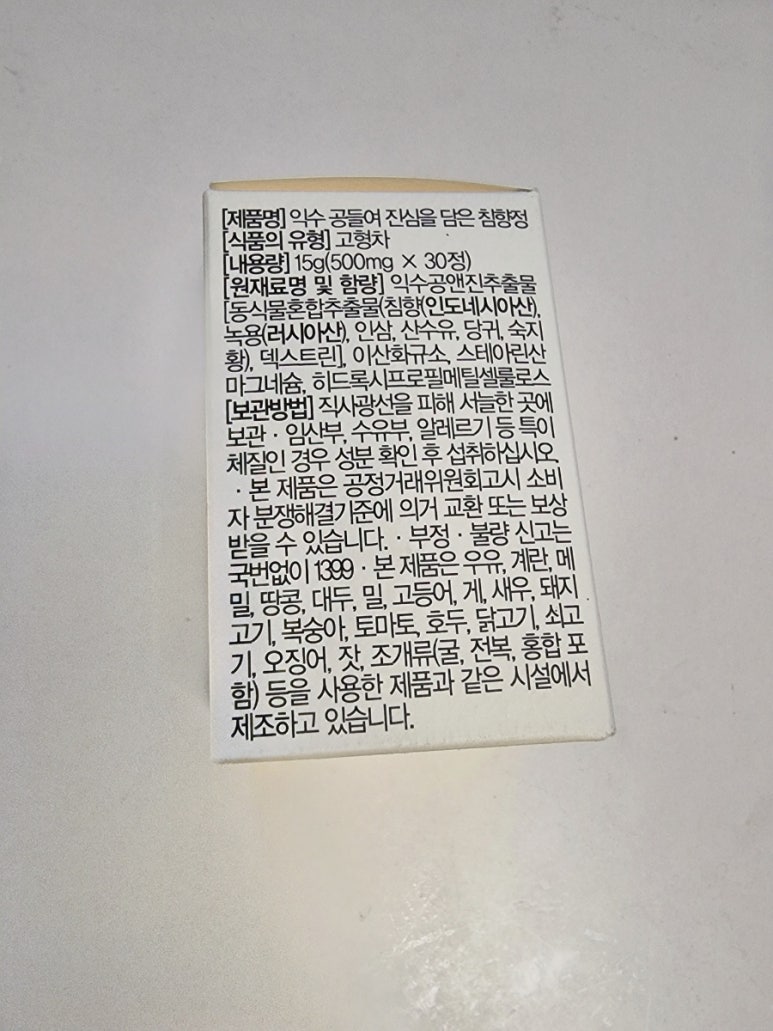 [제품명] 익수 공들여 진심을 담은 침향정
[식품의 유형] 고형차
[내용량] 15g(500mg × 30정)
[원재료명 및 함량] 익수공앤진추출물
[동식물혼합추출물(침향(인도네시아산),
녹용(러시아산), 인삼, 산수유, 당귀, 숙지
황), 덱스트린], 이산화규소, 스테아린산
마그네슘, 히드록시프로필메틸셀룰로스
[보관방법] 직사광선을 피해 서늘한 곳에
보관 · 임산부, 수유부, 알레르기 등 특이
체질인 경우 성분 확인 후 섭취하십시오.
· 본 제품은 공정거래위원회고시 소비
자 분쟁해결기준에 의거 교환 또는 보상
받을 수 있습니다. · 부정 · 불량 신고는
국번없이 1399 · 본 제품은 우유, 계란, 메
밀, 땅콩, 대두, 밀, 고등어, 게, 새우, 돼지
고기, 복숭아, 토마토, 호두, 닭고기, 쇠고
기, 오징어, 잣, 조개류(굴, 전복, 홍합 포
함) 등을 사용한 제품과 같은 시설에서
제조하고 있습니다.